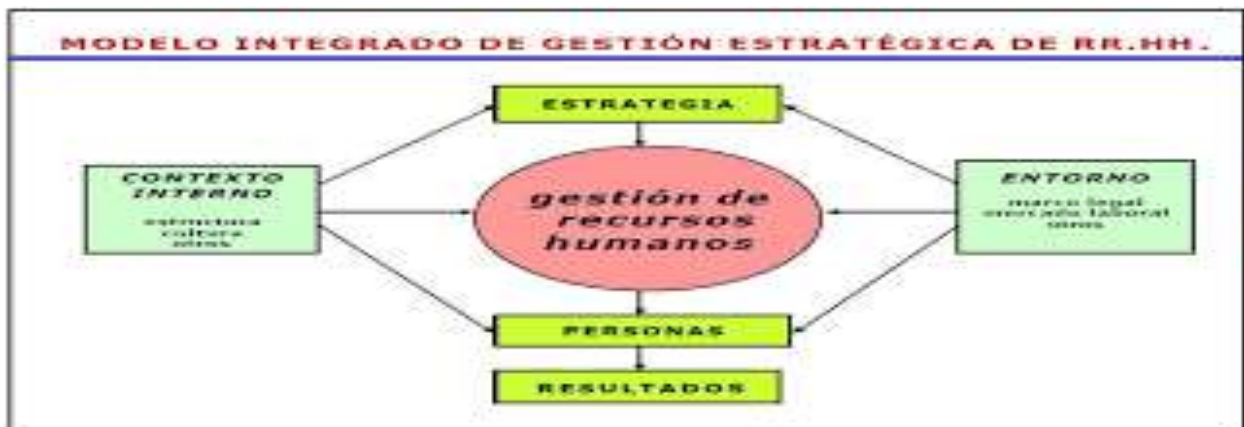 MODELO INTEGRADO DE GESTIÓN ESTRATÉGICA DE RR.HH.
ESTRATEGIA
CONTEXTO
INTERNO
estructura
cultura
otros
gestión de
recursos
humanos
ENTORNO
marco legal
mercado laboral
otros
PERSONAS
RESULTADOS